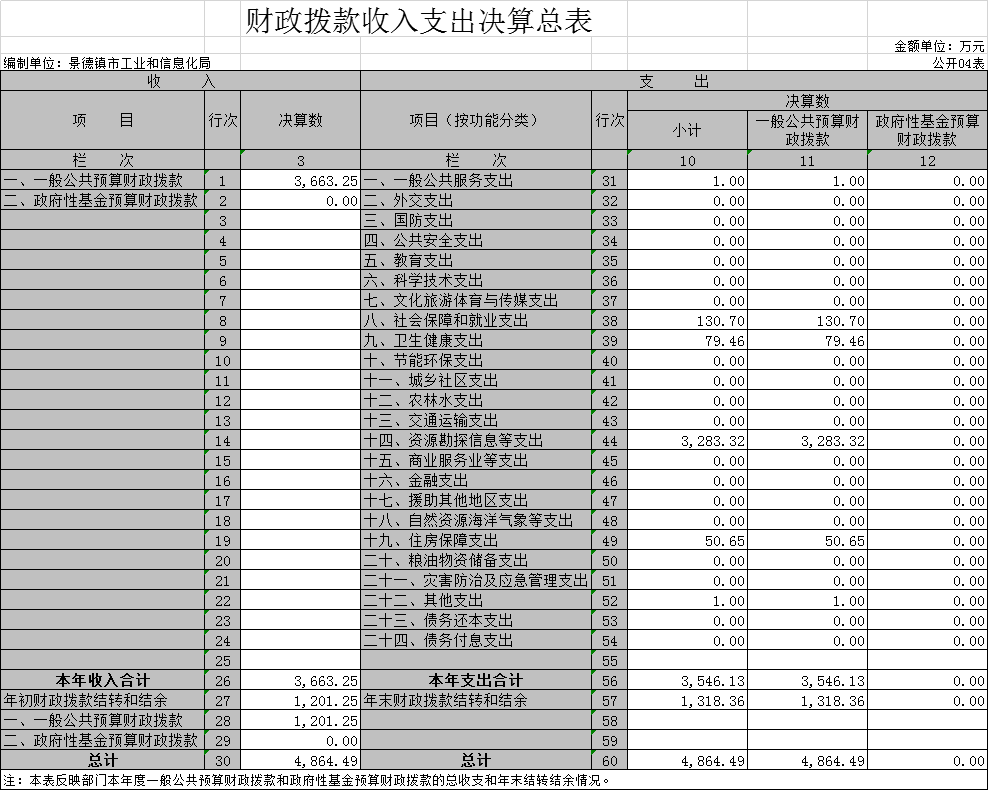 财政拨款收入支出决算总表
金额单位：万元
编制单位：景德镇市工业和信息化局 公开04表
收 入 支 出
项 目 行次 决算数 项目（按功能分类） 行次 决算数
小计 一般公共预算财政拨款 政府性基金预算财政拨款
栏 次 3 栏 次 10 11 12
一、一般公共预算财政拨款 1 3,663.25 一、一般公共服务支出 31 1.00 1.00 0.00
二、政府性基金预算财政拨款 2 0.00 二、外交支出 32 0.00 0.00 0.00
3 三、国防支出 33 0.00 0.00 0.00
4 四、公共安全支出 34 0.00 0.00 0.00
5 五、教育支出 35 0.00 0.00 0.00
6 六、科学技术支出 36 0.00 0.00 0.00
7 七、文化旅游体育与传媒支出 37 0.00 0.00 0.00
8 八、社会保障和就业支出 38 130.70 130.70 0.00
9 九、卫生健康支出 39 79.46 79.46 0.00
10 十、节能环保支出 40 0.00 0.00 0.00
11 十一、城乡社区支出 41 0.00 0.00 0.00
12 十二、农林水支出 42 0.00 0.00 0.00
13 十三、交通运输支出 43 0.00 0.00 0.00
14 十四、资源勘探信息等支出 44 3,283.32 3,283.32 0.00
15 十五、商业服务业等支出 45 0.00 0.00 0.00
16 十六、金融支出 46 0.00 0.00 0.00
17 十七、援助其他地区支出 47 0.00 0.00 0.00
18 十八、自然资源海洋气象等支出 48 0.00 0.00 0.00
19 十九、住房保障支出 49 50.65 50.65 0.00
20 二十、粮油物资储备支出 50 0.00 0.00 0.00
21 二十一、灾害防治及应急管理支出 51 0.00 0.00 0.00
22 二十二、其他支出 52 1.00 1.00 0.00
23 二十三、债务还本支出 53 0.00 0.00 0.00
24 二十四、债务付息支出 54 0.00 0.00 0.00
25 55
本年收入合计 26 3,663.25 本年支出合计 56 3,546.13 3,546.13 0.00
年初财政拨款结转和结余 27 1,201.25 年末财政拨款结转和结余 57 1,318.36 1,318.36 0.00
一、一般公共预算财政拨款 28 1,201.25 58
二、政府性基金预算财政拨款 29 0.00 59
总计 30 4,864.49 总计 60 4,864.49 4,864.49 0.00
注：本表反映部门本年度一般公共预算财政拨款和政府性基金预算财政拨款的总收支和年末结转结余情况。